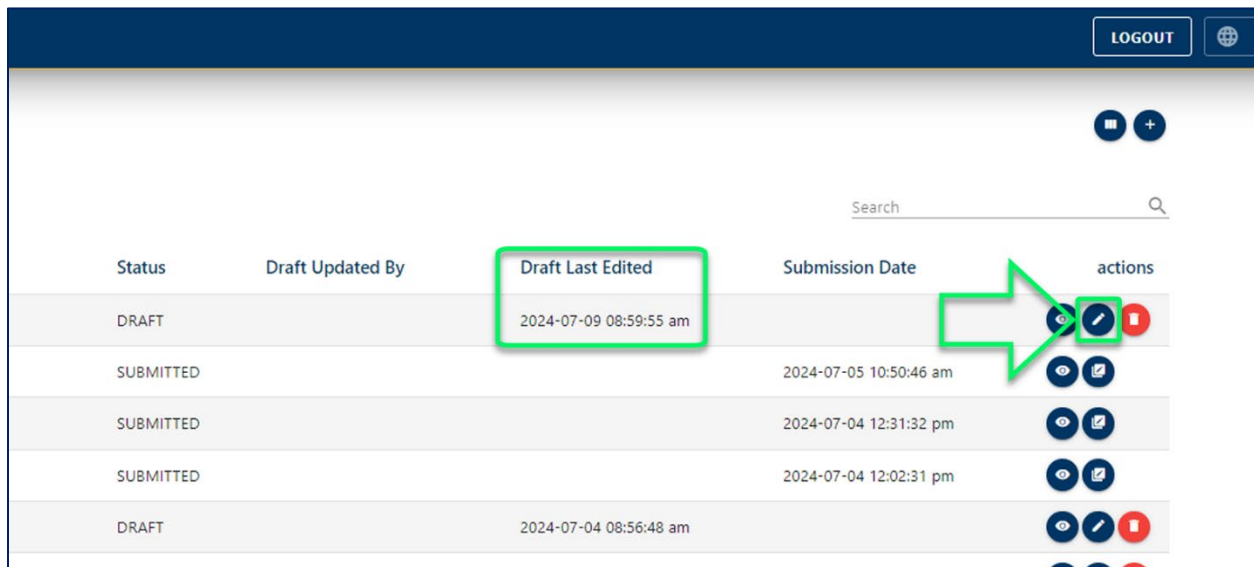 LOGOUT
Search
Status Draft Updated By Draft Last Edited Submission Date actions
DRAFT 2024-07-09 08:59:55 am
SUBMITTED 2024-07-05 10:50:46 am
SUBMITTED 2024-07-04 12:31:32 pm
SUBMITTED 2024-07-04 12:02:31 pm
DRAFT 2024-07-04 08:56:48 am